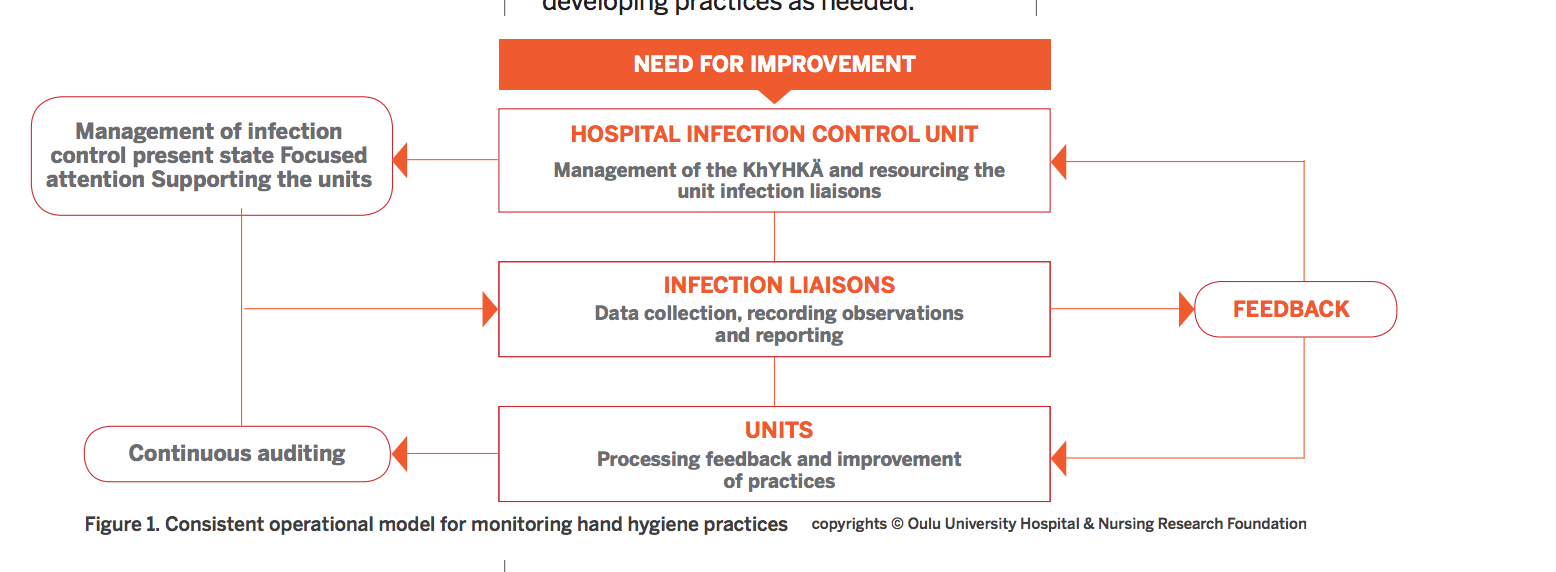 developing practices as needed.
NEED FOR IMPROVEMENT
HOSPITAL INFECTION CONTROL UNIT
Management of the KhYHKÄ and resourcing the
unit infection liaisons
Management of infection
control present state Focused
attention Supporting the units
INFECTION LIAISONS
Data collection, recording observations
and reporting
FEEDBACK
UNITS
Processing feedback and improvement
of practices
Continuous auditing
Figure 1. Consistent operational model for monitoring hand hygiene practices copyrights © Oulu University Hospital & Nursing Research Foundation